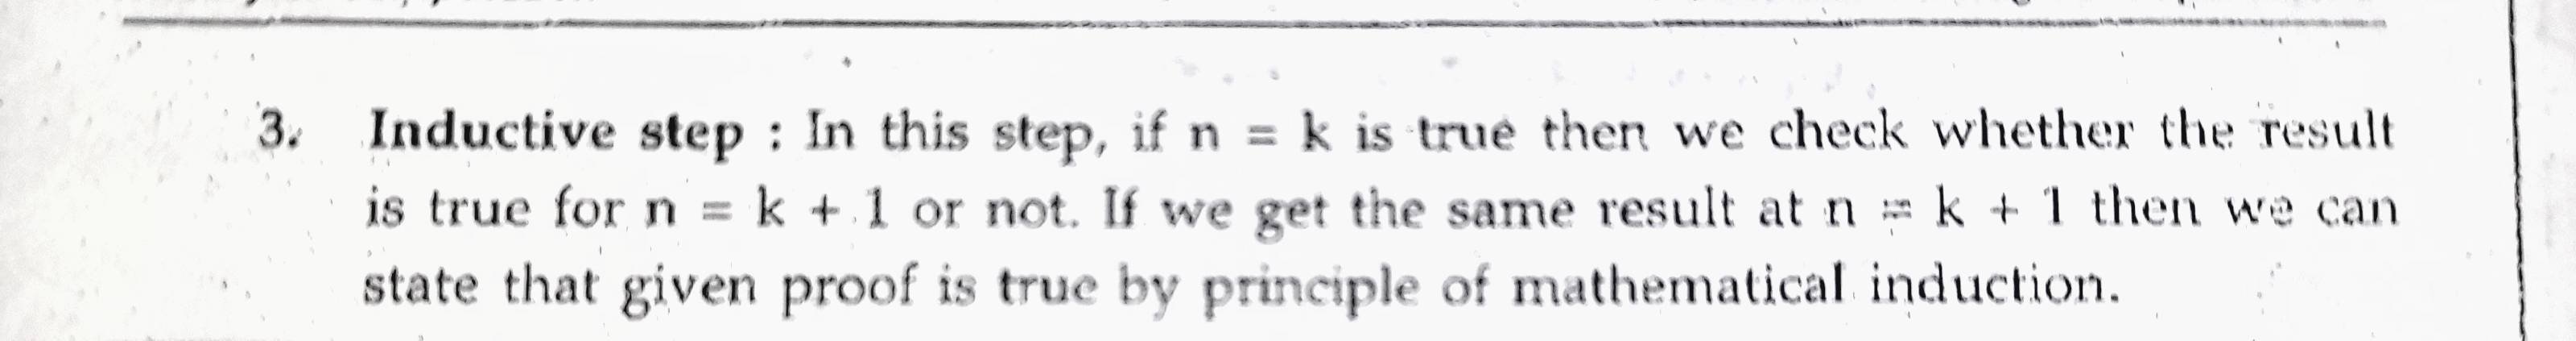 3. Inductive step : In this step, if n = k is true then we check whether the result
is true for n = k + 1 or not. If we get the same result at n = k + 1 then we can
state that given proof is true by principle of mathematical induction.